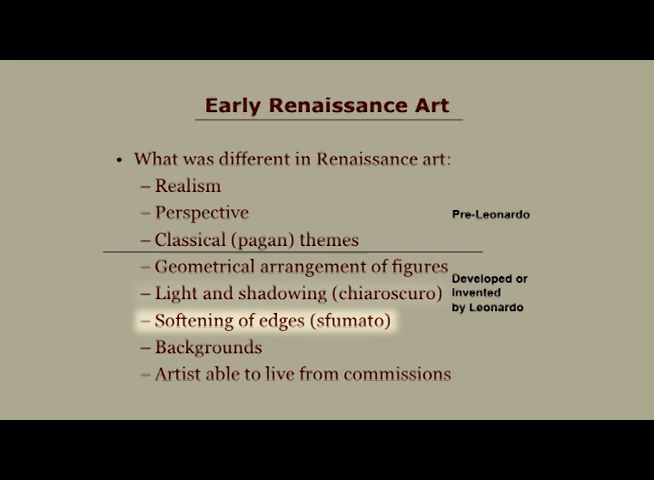 Early Renaissance Art
• What was different in Renaissance art:
– Realism
– Perspective
Pre-Leonardo
– Classical (pagan) themes
– Geometrical arrangement of figures
– Light and shadowing (chiaroscuro)
– Softening of edges (sfumato)
– Backgrounds
– Artist able to live from commissions
Developed or
Invented
by Leonardo